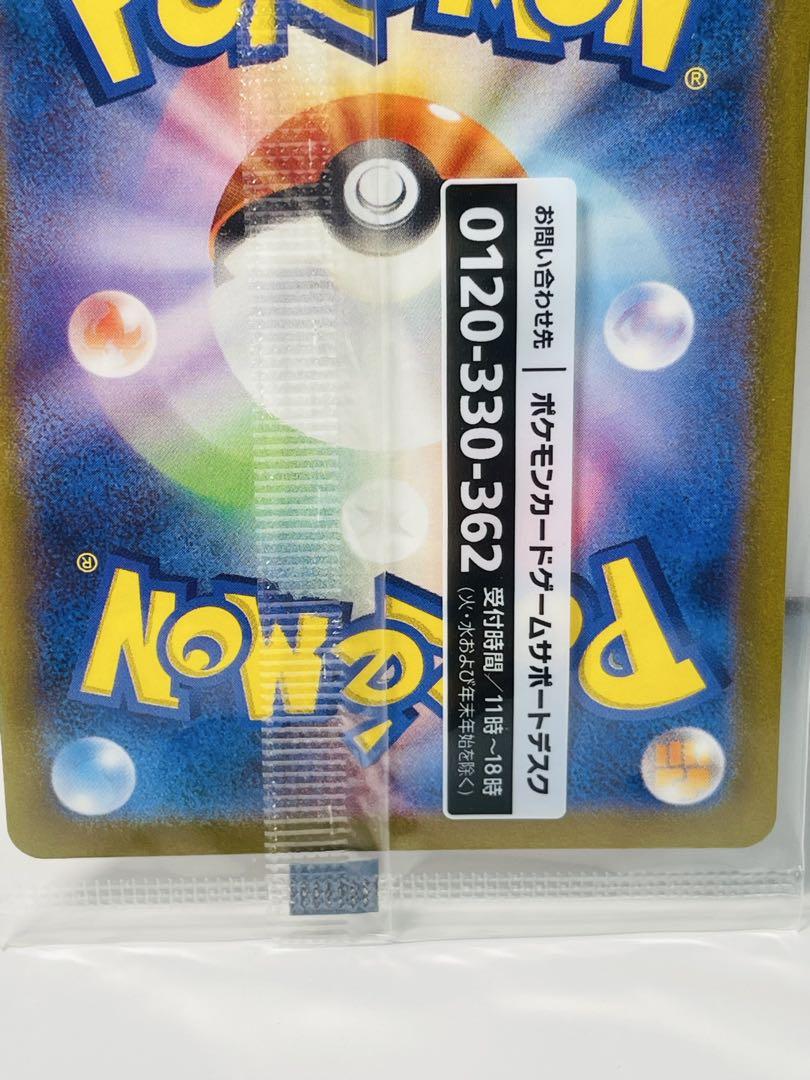 POKéMON
®
お問い合わせ先 | ポケモンカードゲームサポートデスク
0120-330-362 受付時間/11時~18時
(火・水および年末年始を除く)
®
POKéMON